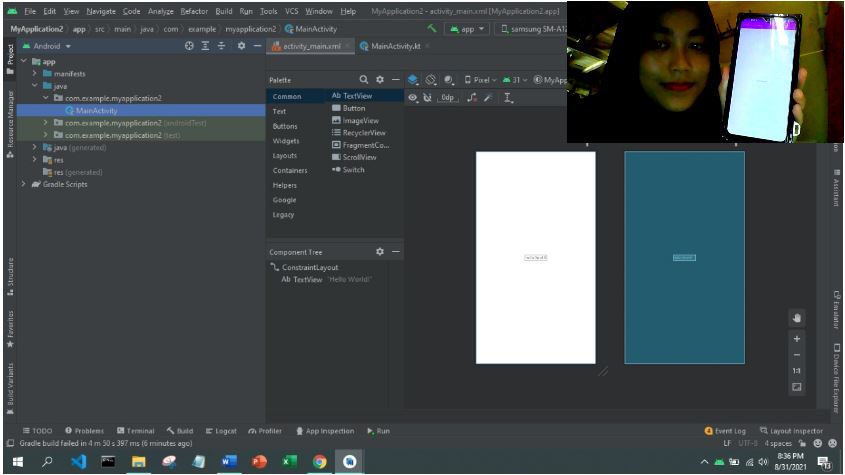 File Edit View Navigate Code Analyze Refactor Build Run Tools VCS Window Help MyApplication2 - activity_main.xml [MyApplication2.app]
MyApplication2 app src main java com example myapplication2 MainActivity app samsung SM-A12
Android activity_main.xml MainActivity.kt
Project
Resource Manager
Structure
Favorites
Build Variants
app
manifests
java
com.example.myapplication2
MainActivity
com.example.myapplication2 (androidTest)
com.example.myapplication2 (test)
java (generated)
res
res (generated)
Gradle Scripts
Palette
Common
Text
Buttons
Widgets
Layouts
Containers
Helpers
Google
Legacy
Ab TextView
Button
ImageView
RecyclerView
FragmentCo...
ScrollView
Switch
Pixel 31 MyApp
0dp
Component Tree
ConstraintLayout
Ab TextView "Hello World!"
1:1
Assistant
Emulator
Device File Explorer
TODO Problems Terminal Build Logcat Profiler App Inspection Run Event Log Layout Inspector
Gradle build failed in 4 m 50 s 397 ms (6 minutes ago) LF UTF-8 4 spaces
8:36 PM
8/31/2021